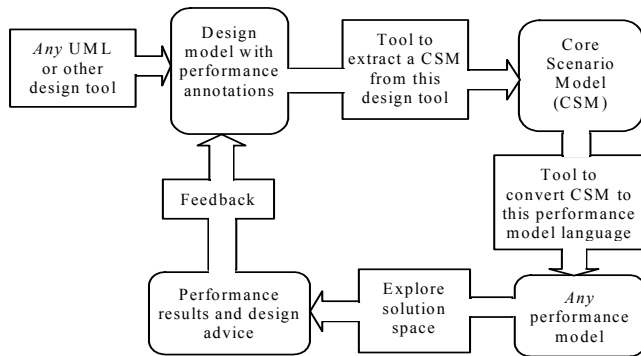 Any UML
or other
design tool
Design
model with
performance
annotations
Tool to
extract a CSM
from this
design tool
Core
Scenario
Model
(CSM)
Tool to
convert CSM to
this performance
model language
Feedback
Performance
results and design
advice
Explore
solution
space
Any
performance
model